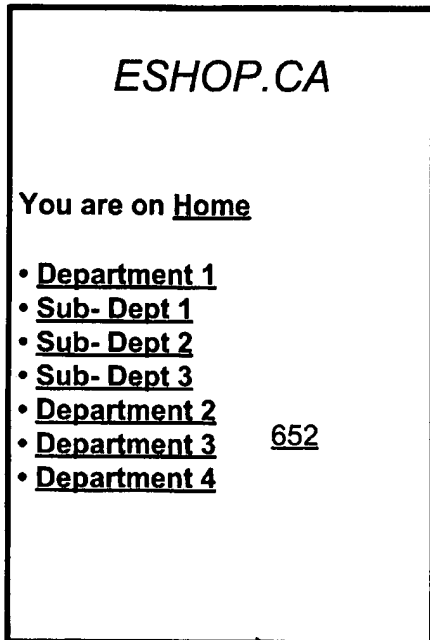 ESHOP.CA
You are on Home
• Department 1
• Sub- Dept 1
• Sub- Dept 2
• Sub- Dept 3
• Department 2
• Department 3
652
• Department 4